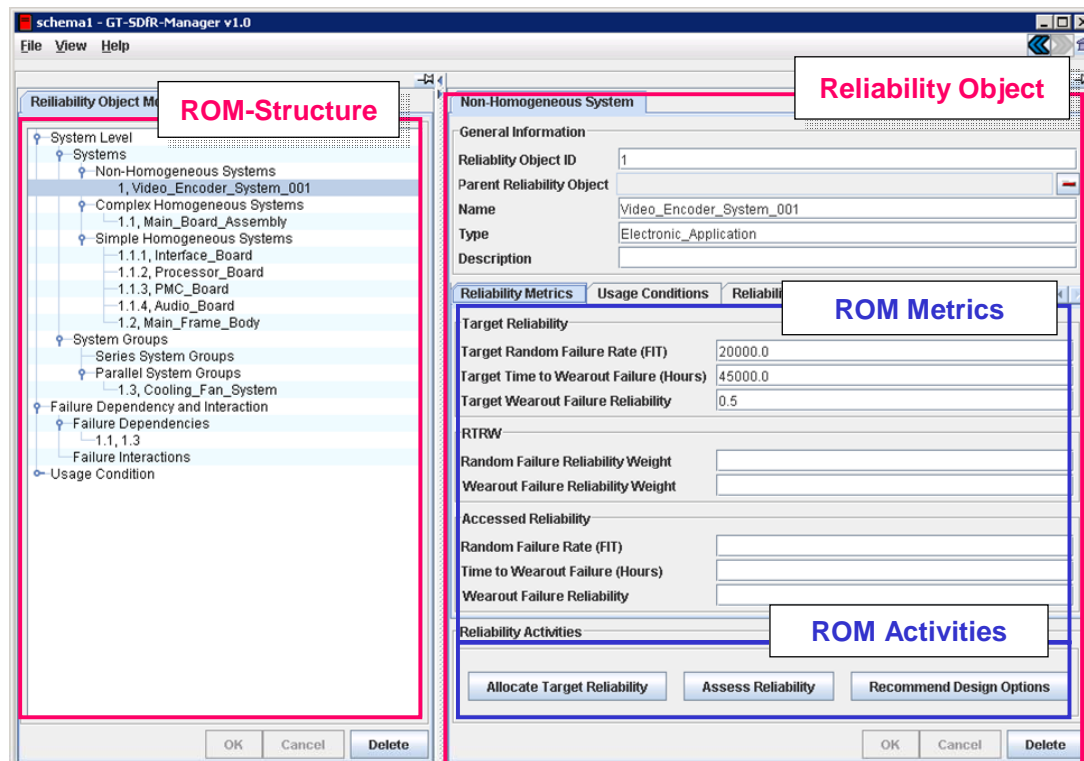 schema1 - GT-SDfR-Manager v1.0
File View Help
Reiliability Object
ROM-Structure
Reliability Object
System Level
Systems
Non-Homogeneous Systems
1, Video_Encoder_System_001
Complex Homogeneous Systems
1.1, Main_Board_Assembly
Simple Homogeneous Systems
1.1.1, Interface_Board
1.1.2, Processor_Board
1.1.3, PMC_Board
1.1.4, Audio_Board
1.2, Main_Frame_Body
System Groups
Series System Groups
Parallel System Groups
1.3, Cooling_Fan_System
Failure Dependency and Interaction
Failure Dependencies
1.1, 1.3
Failure Interactions
Usage Condition
OK Cancel Delete
Non-Homogeneous System
General Information
Reliablity Object ID 1
Parent Reliability Object
Name Video_Encoder_System_001
Type Electronic_Application
Description
Reliability Metrics Usage Conditions Reliabili
ROM Metrics
Target Reliability
Target Random Failure Rate (FIT) 20000.0
Target Time to Wearout Failure (Hours) 45000.0
Target Wearout Failure Reliability 0.5
RTRW
Random Failure Reliability Weight
Wearout Failure Reliability Weight
Accessed Reliability
Random Failure Rate (FIT)
Time to Wearout Failure (Hours)
Wearout Failure Reliability
Reliability Activities
ROM Activities
Allocate Target Reliability Assess Reliability Recommend Design Options
OK Cancel Delete